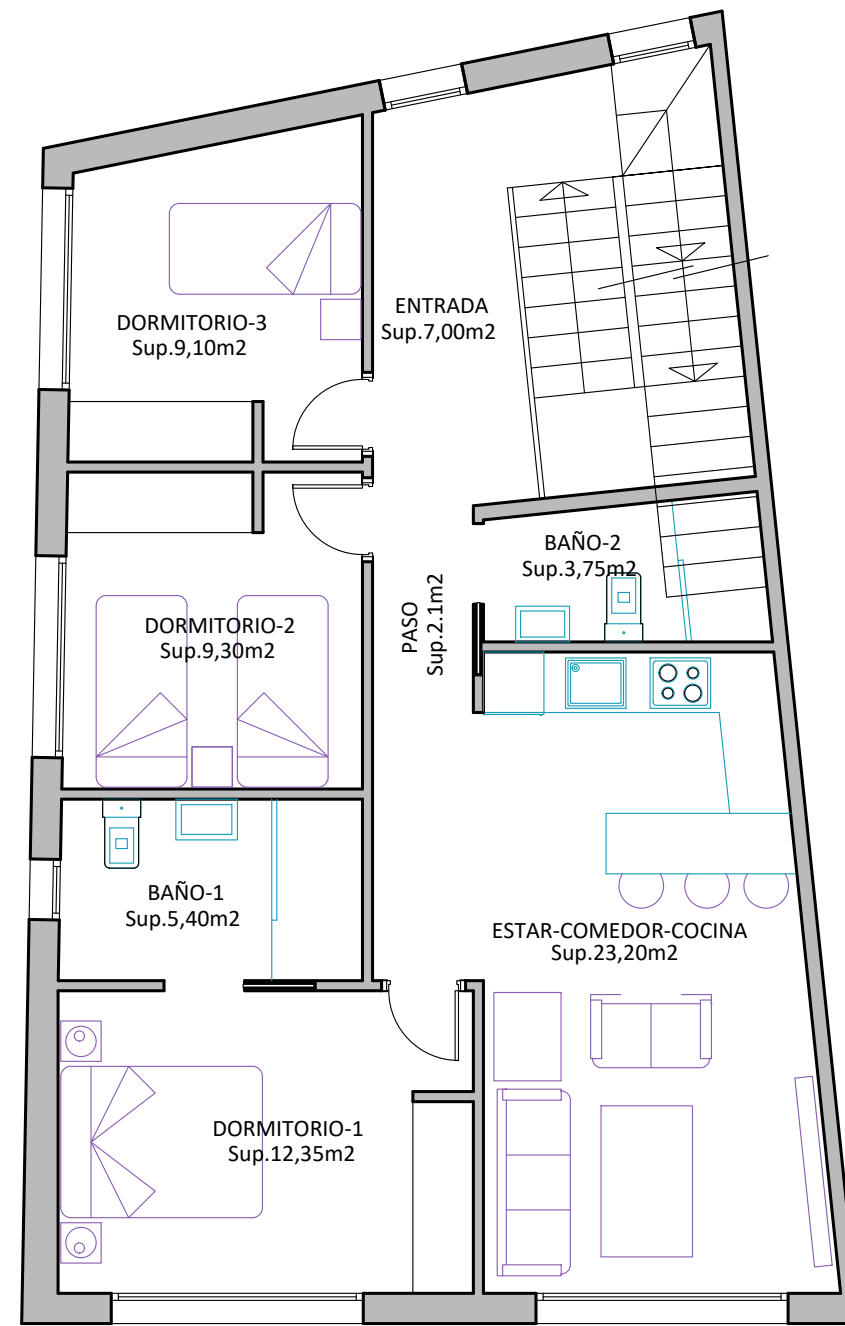 DORMITORIO-3
Sup.9,10m2
ENTRADA
Sup.7,00m2
BAÑO-2
Sup.3,75m2
PASO
Sup.2.1m2
DORMITORIO-2
Sup.9,30m2
BAÑO-1
Sup.5,40m2
ESTAR-COMEDOR-COCINA
Sup.23,20m2
DORMITORIO-1
Sup.12,35m2